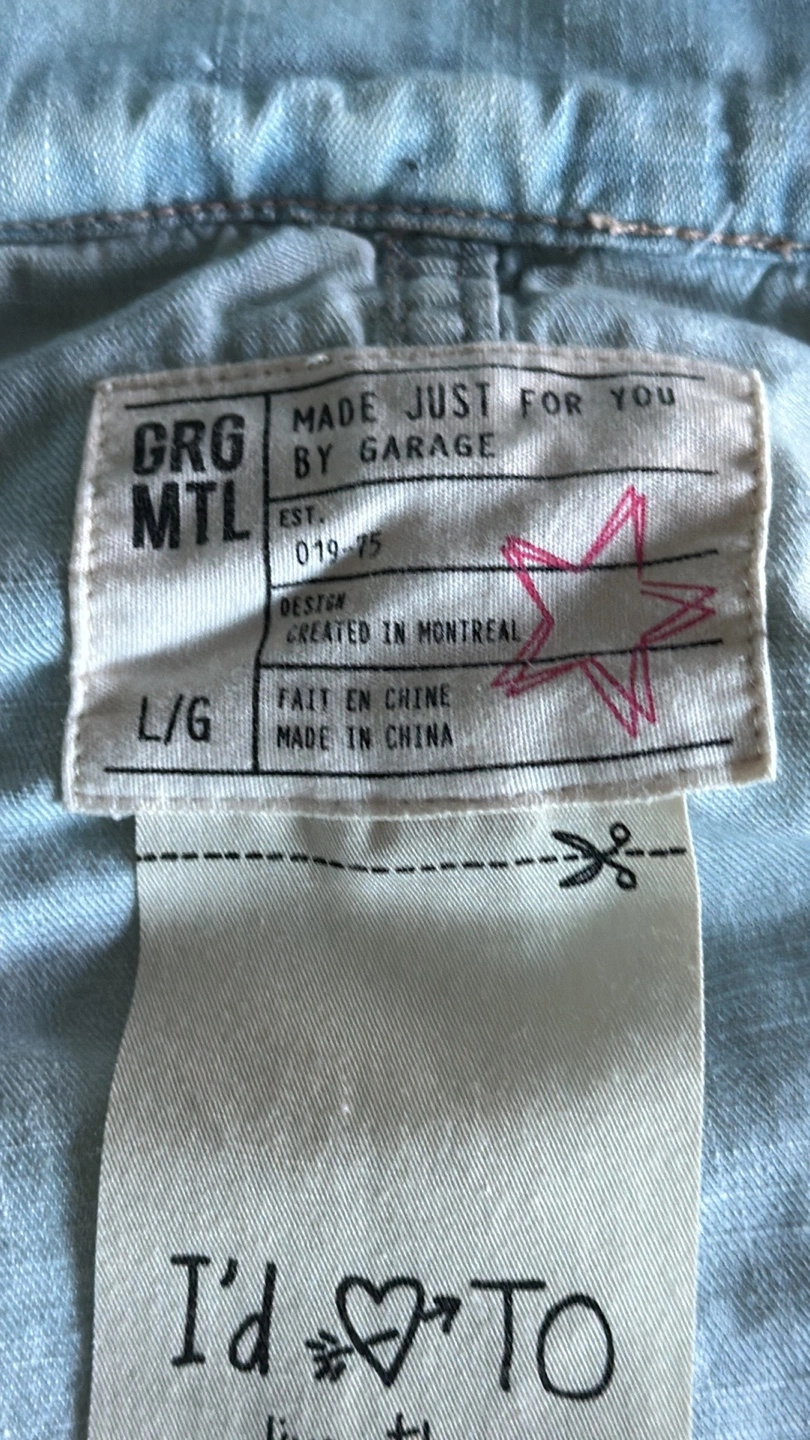 GRG
MTL
MADE JUST FOR YOU
BY GARAGE
EST.
019-75
DESIGN
CREATED IN MONTREAL
L/G
FAIT EN CHINE
MADE IN CHINA
I'd TO